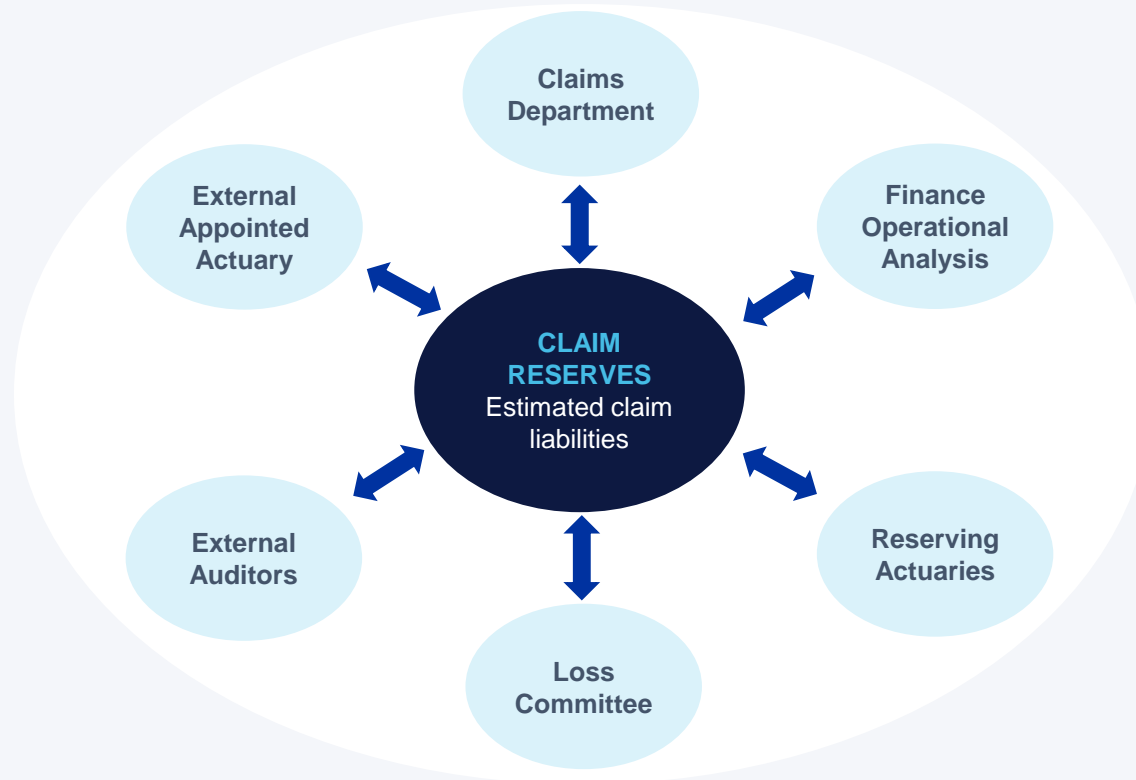 Claims
Department
External
Appointed
Actuary
Finance
Operational
Analysis
CLAIM
RESERVES
Estimated claim
liabilities
External
Auditors
Reserving
Actuaries
Loss
Committee